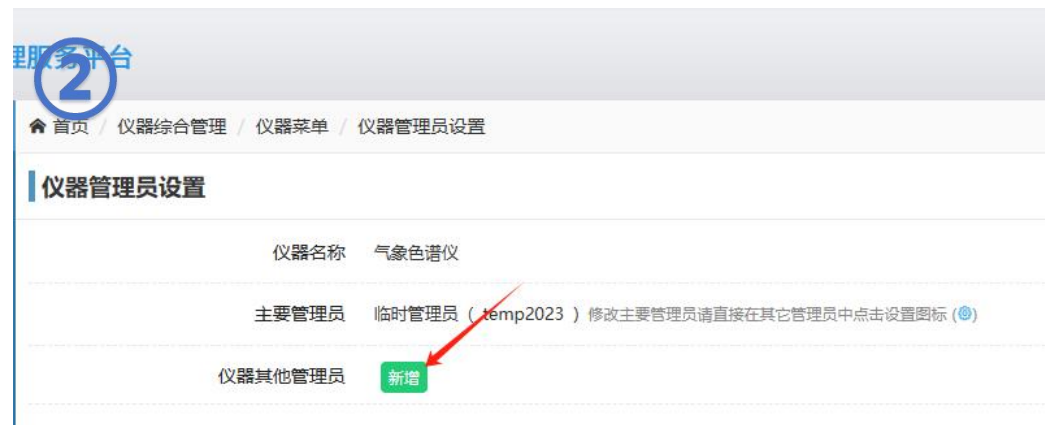 理服务平台
②
首页 / 仪器综合管理 / 仪器菜单 / 仪器管理员设置
仪器管理员设置
仪器名称 气象色谱仪
主要管理员 临时管理员（ temp2023 ）修改主要管理员请直接在其它管理员中点击设置图标 ()
仪器其他管理员 新增